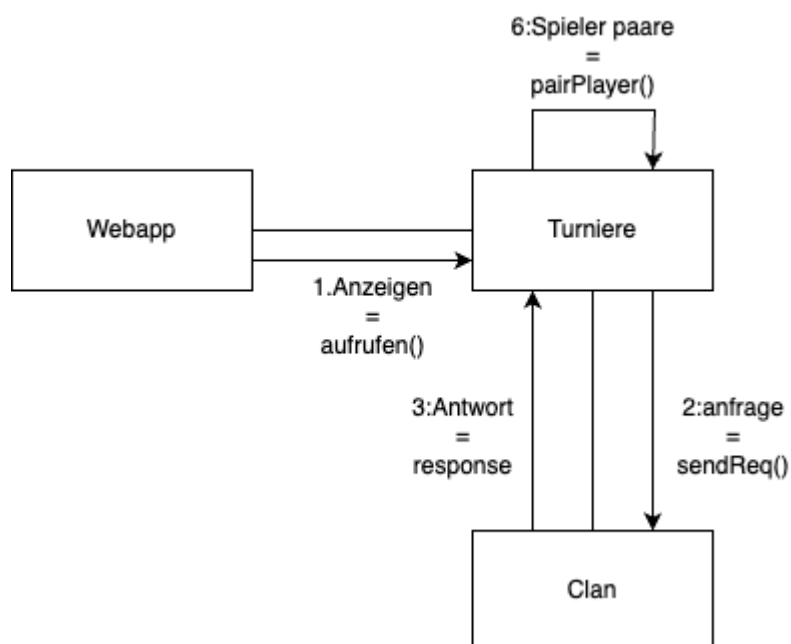 6:Spieler paare
=
pairPlayer()
Webapp
Turniere
1.Anzeigen
=
aufrufen()
3:Antwort
=
response
2:anfrage
=
sendReq()
Clan